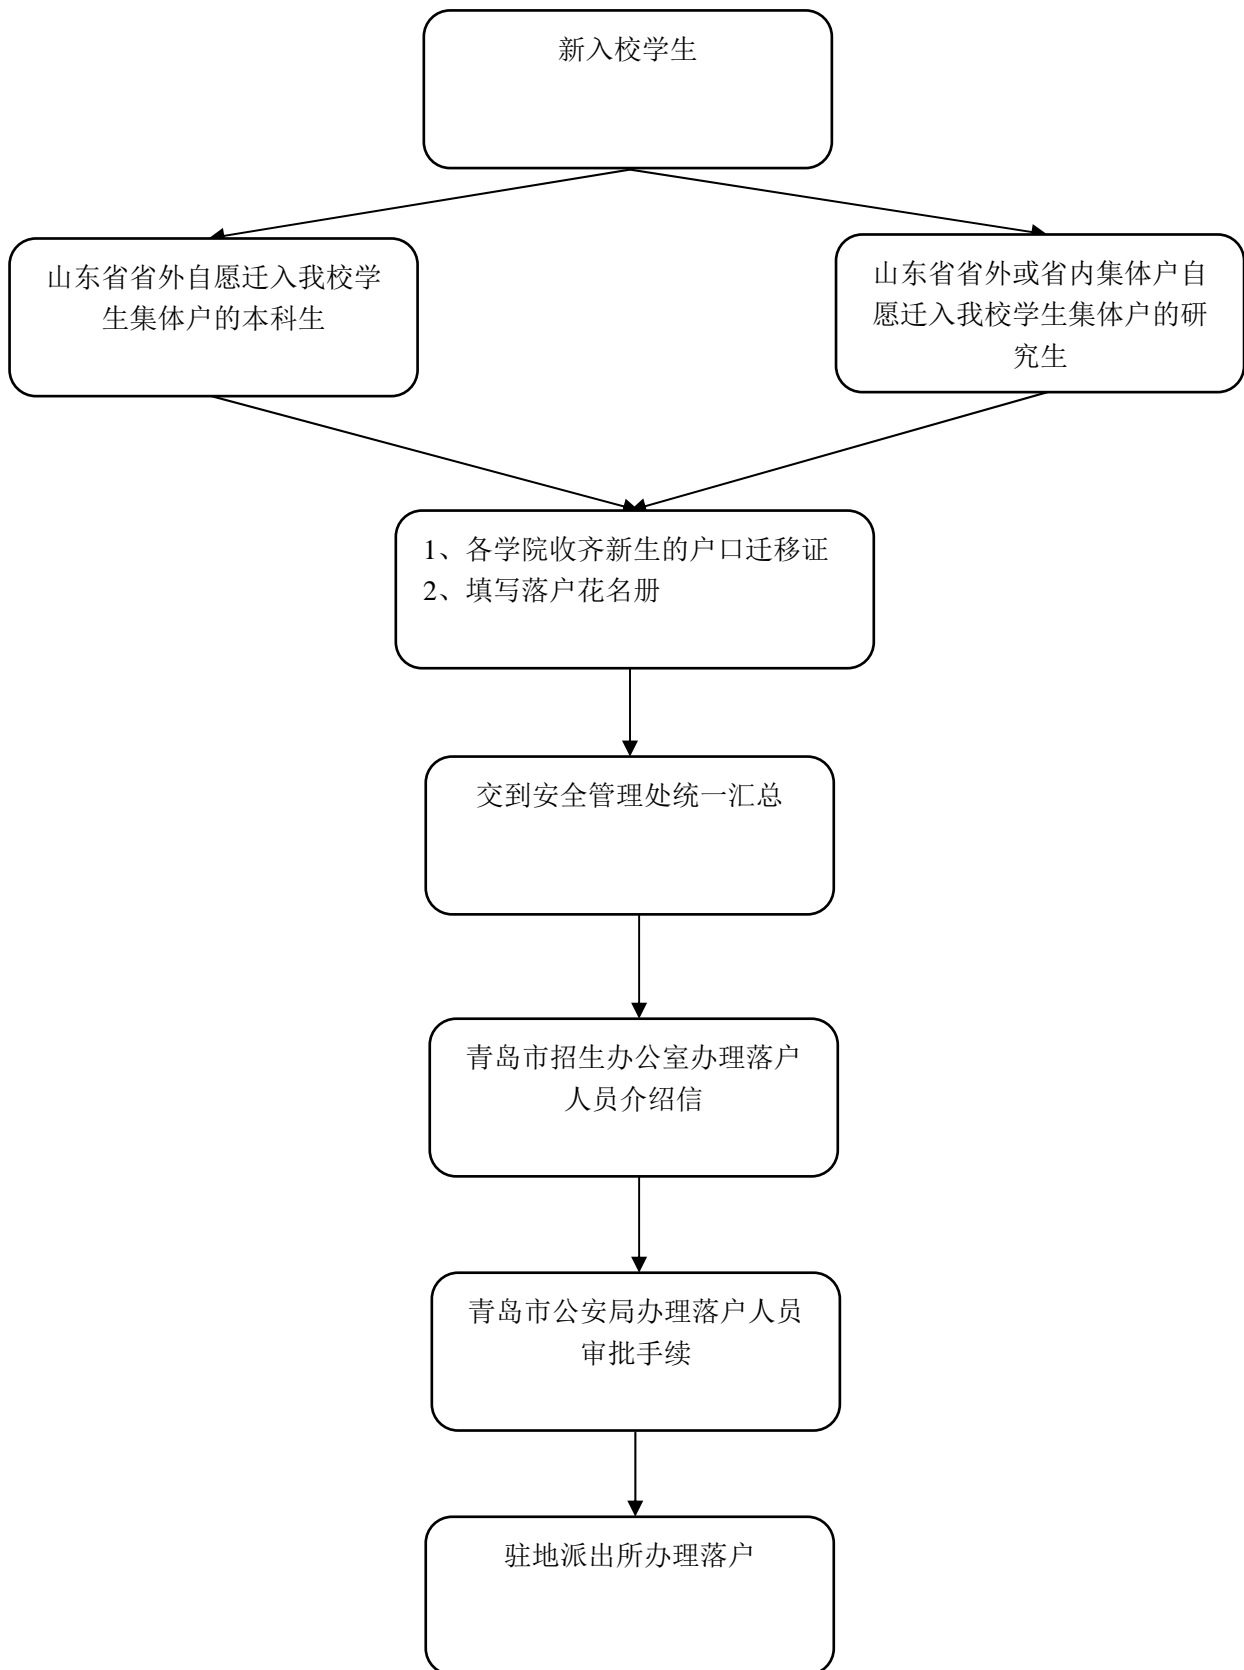 新入校学生
山东省省外自愿迁入我校学
生集体户的本科生
山东省省外或省内集体户自
愿迁入我校学生集体户的研
究生
1、各学院收齐新生的户口迁移证
2、填写落户花名册
交到安全管理处统一汇总
青岛市招生办公室办理落户
人员介绍信
青岛市公安局办理落户人员
审批手续
驻地派出所办理落户